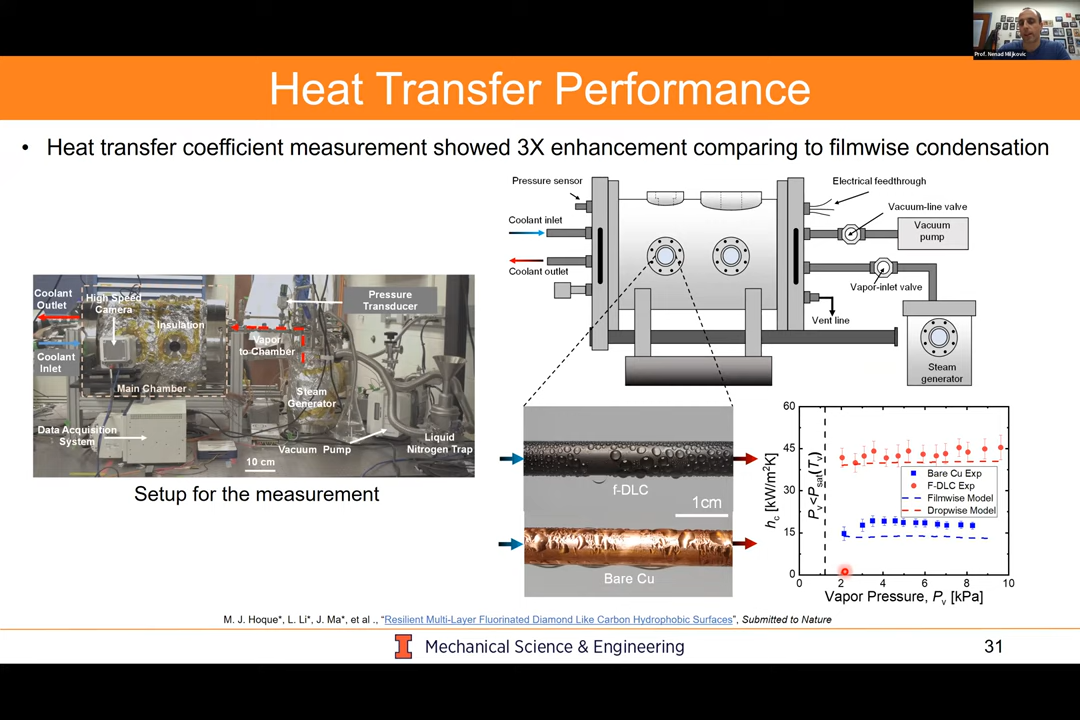 Prof. Nenad Miljkovic
Heat Transfer Performance
• Heat transfer coefficient measurement showed 3X enhancement comparing to filmwise condensation
Pressure sensor
Coolant inlet
Coolant outlet
Electrical feedthrough
Vacuum-line valve
Vacuum
pump
Vapor-inlet valve
Vent line
Steam
generator
Coolant
Outlet
High Speed
Camera
Insulation
Pressure
Transducer
Vapor
to Chamber
Coolant
Inlet
Main Chamber
Steam
Generator
Data Acquisition
System
Vacuum Pump
Liquid
Nitrogen Trap
10 cm
Setup for the measurement
f-DLC
1cm
Bare Cu
60
45
30
15
0
hc [kW/m²K]
Pv<Psat(Tv)
Bare Cu Exp
F-DLC Exp
Filmwise Model
Dropwise Model
0 2 4 6 8 10
Vapor Pressure, Pv [kPa]
M. J. Hoque*, L. Li*, J. Ma*, et al ., “Resilient Multi-Layer Fluorinated Diamond Like Carbon Hydrophobic Surfaces”, Submitted to Nature
I
Mechanical Science & Engineering
31